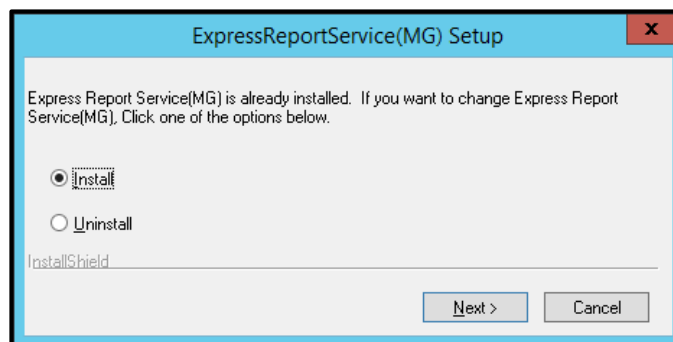 ExpressReportService(MG) Setup
x
Express Report Service(MG) is already installed.  If you want to change Express Report
Service(MG), Click one of the options below.
Install
Uninstall
InstallShield
Next >
Cancel